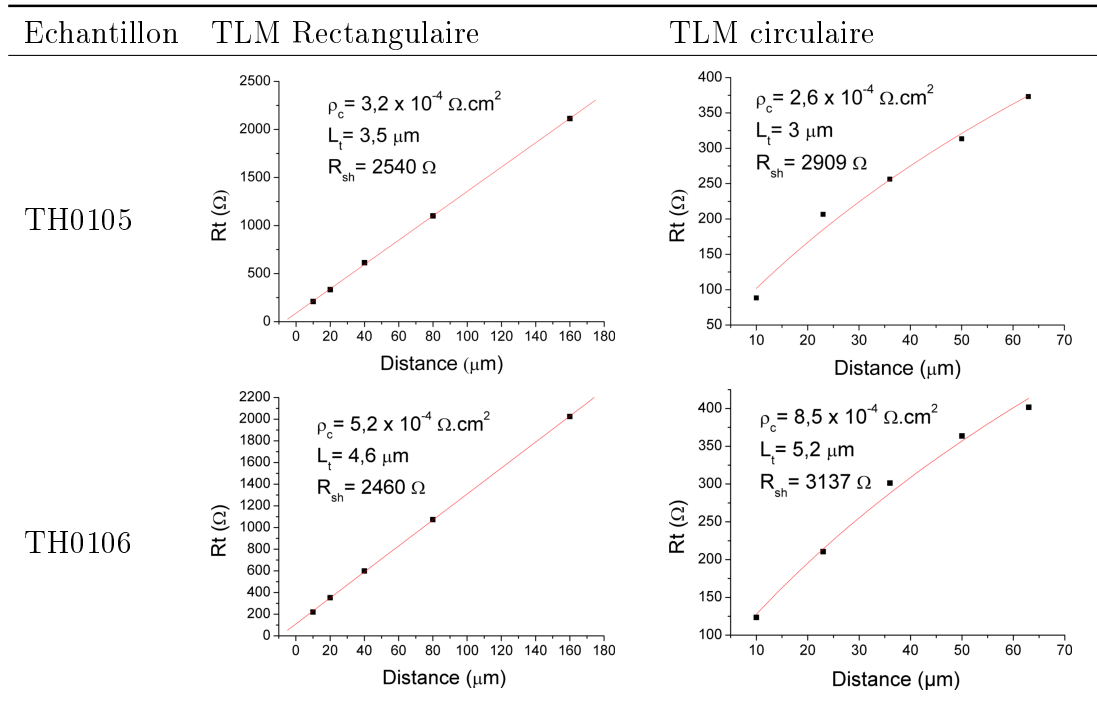 Echantillon TLM Rectangulaire TLM circulaire
TH0105
2500
2000
1500
1000
500
0
Rt (Ω)
ρc= 3,2 x 10-4 Ω.cm2
Lt= 3,5 μm
Rsh= 2540 Ω
0 20 40 60 80 100 120 140 160 180
Distance (μm)
400
350
300
250
200
150
100
50
Rt (Ω)
ρc= 2,6 x 10-4 Ω.cm2
Lt= 3 μm
Rsh= 2909 Ω
10 20 30 40 50 60 70
Distance (μm)
TH0106
2200
2000
1800
1600
1400
1200
1000
800
600
400
200
0
Rt (Ω)
ρc= 5,2 x 10-4 Ω.cm2
Lt= 4,6 μm
Rsh= 2460 Ω
0 20 40 60 80 100 120 140 160 180
Distance (μm)
400
350
300
250
200
150
100
Rt (Ω)
ρc= 8,5 x 10-4 Ω.cm2
Lt= 5,2 μm
Rsh= 3137 Ω
10 20 30 40 50 60 70
Distance (µm)